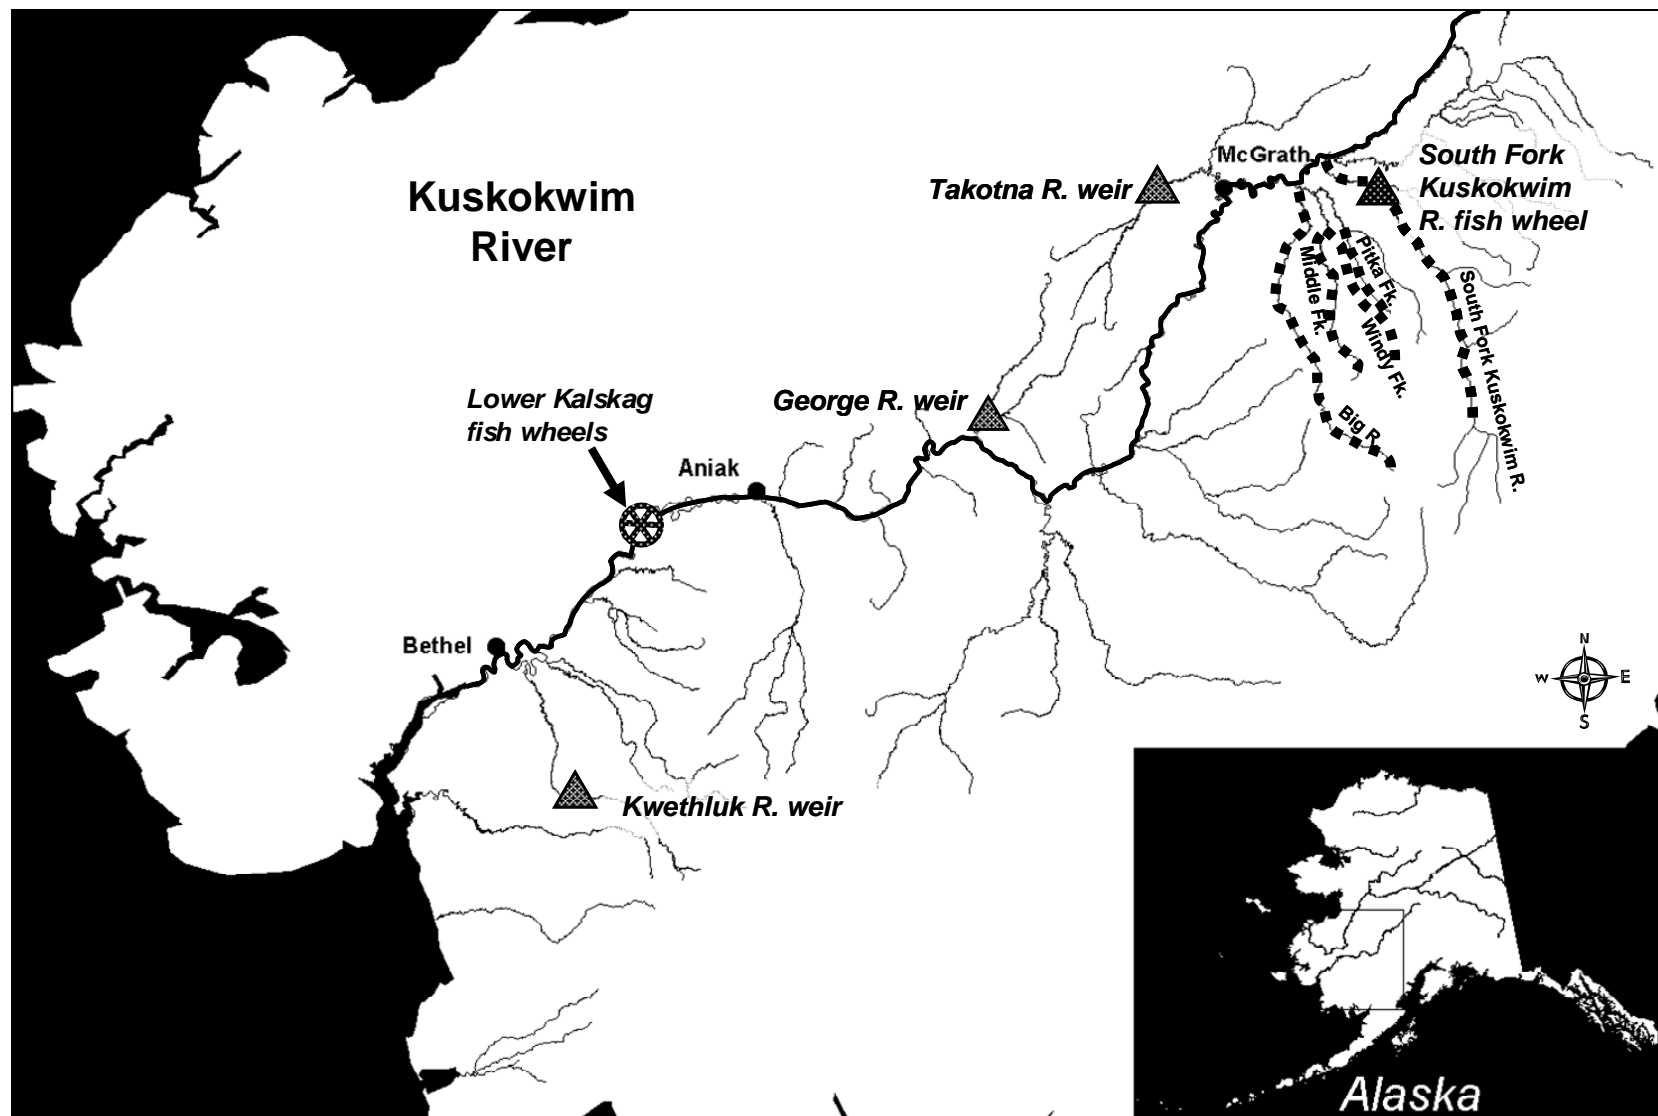 Kuskokwim
River
McGrath
South Fork
Kuskokwim
R. fish wheel
Takotna R. weir
Pitka Fk.
Middle Fk.
Windy Fk.
South Fork Kuskokwim R.
Big R.
George R. weir
Lower Kalskag
fish wheels
Aniak
Bethel
Kwethluk R. weir
N
W
E
S
Alaska